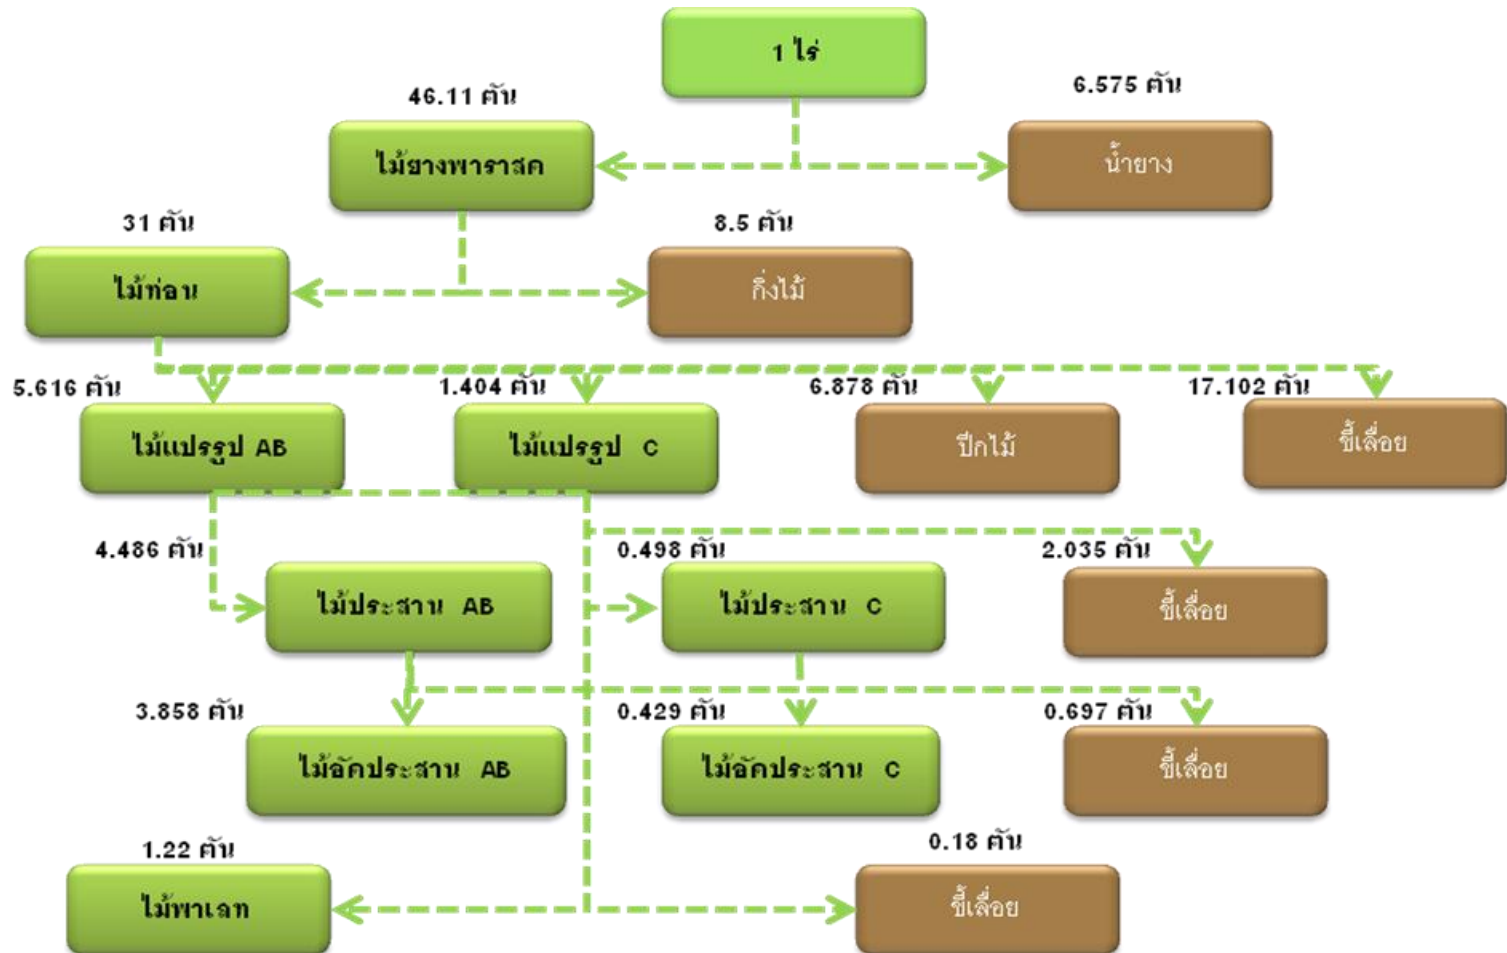 1 ไร่
46.11 ตัน
6.575 ตัน
ไม้ยางพาราสด
น้ำยาง
31 ตัน
8.5 ตัน
ไม้ท่อน
กิ่งไม้
5.616 ตัน
1.404 ตัน
6.878 ตัน
17.102 ตัน
ไม้แปรรูป AB
ไม้แปรรูป C
ปีกไม้
ขี้เลื่อย
4.486 ตัน
0.498 ตัน
2.035 ตัน
ไม้ประสาน AB
ไม้ประสาน C
ขี้เลื่อย
3.858 ตัน
0.429 ตัน
0.697 ตัน
ไม้อัดประสาน AB
ไม้อัดประสาน C
ขี้เลื่อย
1.22 ตัน
0.18 ตัน
ไม้พาเลท
ขี้เลื่อย